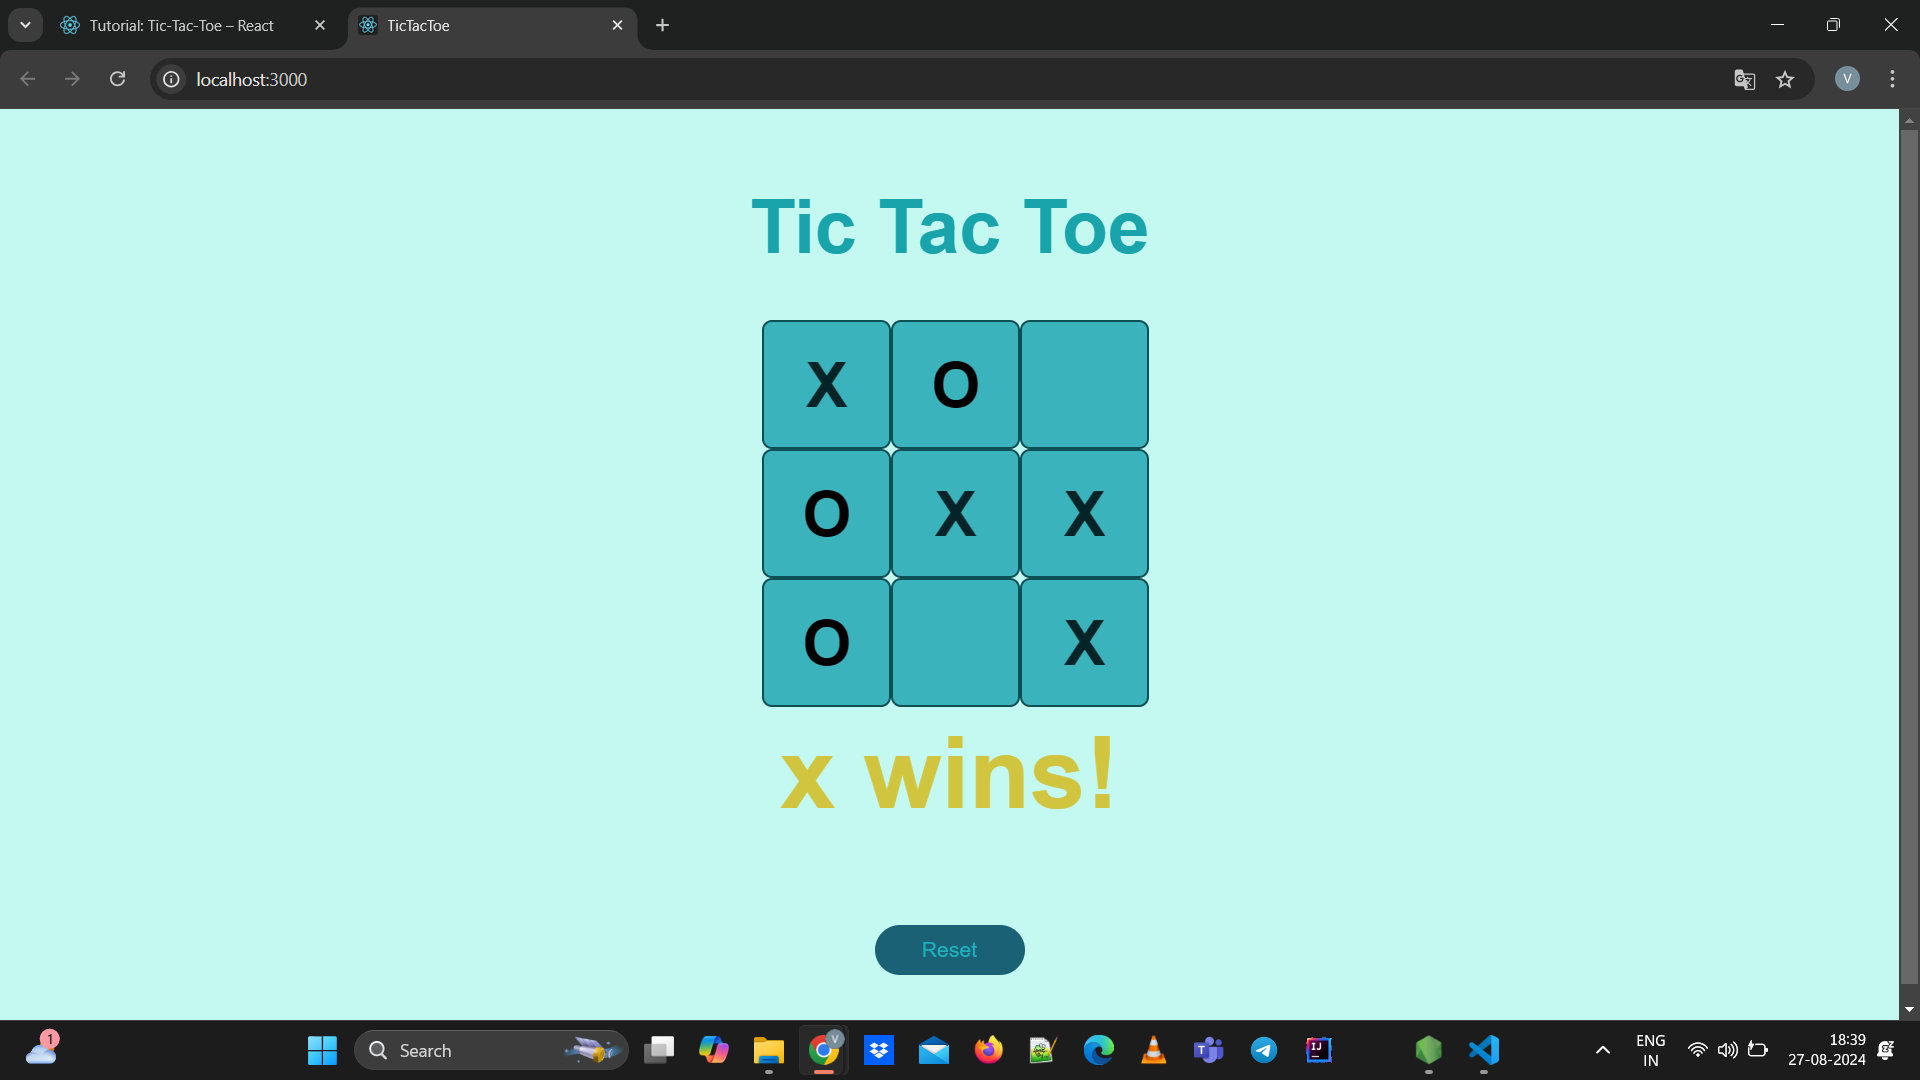 Tutorial: Tic-Tac-Toe – React
TicTacToe
localhost:3000
V
Tic Tac Toe
X O
O X X
O X
x wins!
Reset
1
Search
V
T
IJ
ENG
IN
18:39
27-08-2024